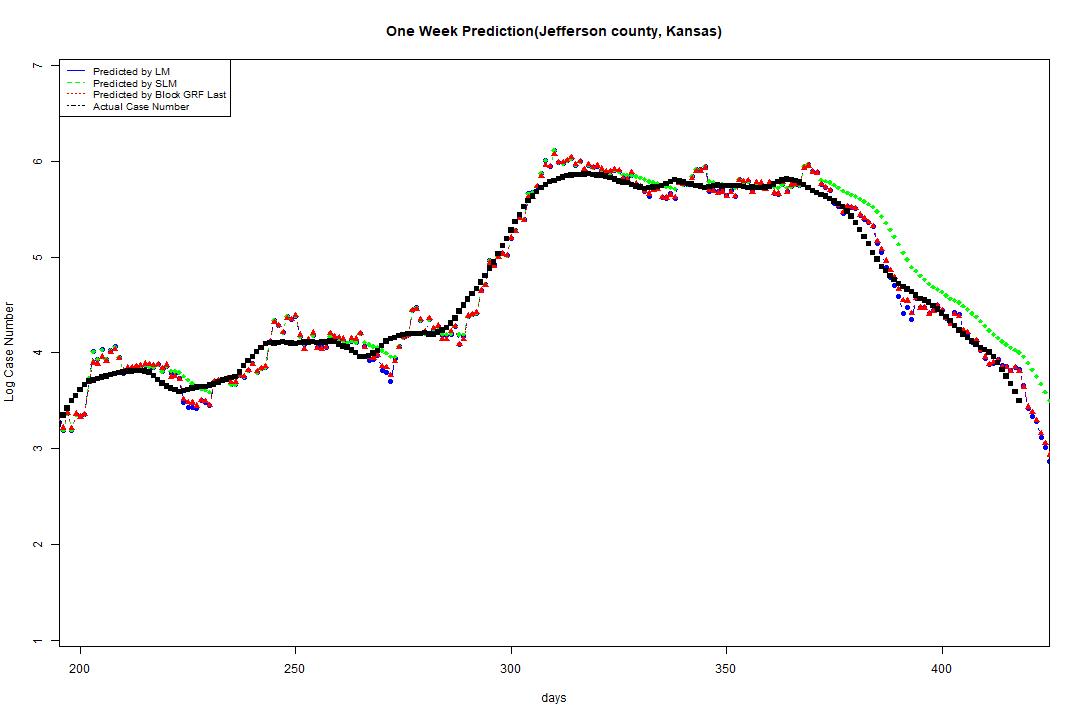 One Week Prediction(Jefferson county, Kansas)
Predicted by LM
Predicted by SLM
Predicted by Block GRF Last
Actual Case Number
7
6
5
4
3
2
1
Log Case Number
200 250 300 350 400
days